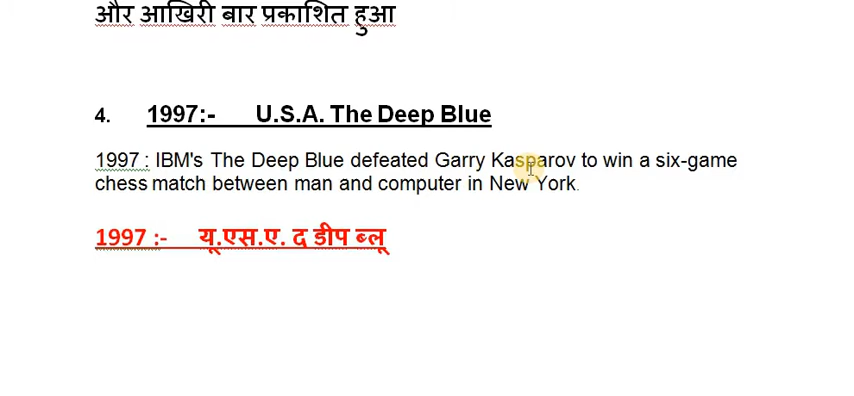 और आखिरी बार प्रकाशित हुआ
4. 1997:- U.S.A. The Deep Blue
1997 : IBM's The Deep Blue defeated Garry Kasparov to win a six-game
chess match between man and computer in New York.
1997 :- यू.एस.ए. द डीप ब्लू